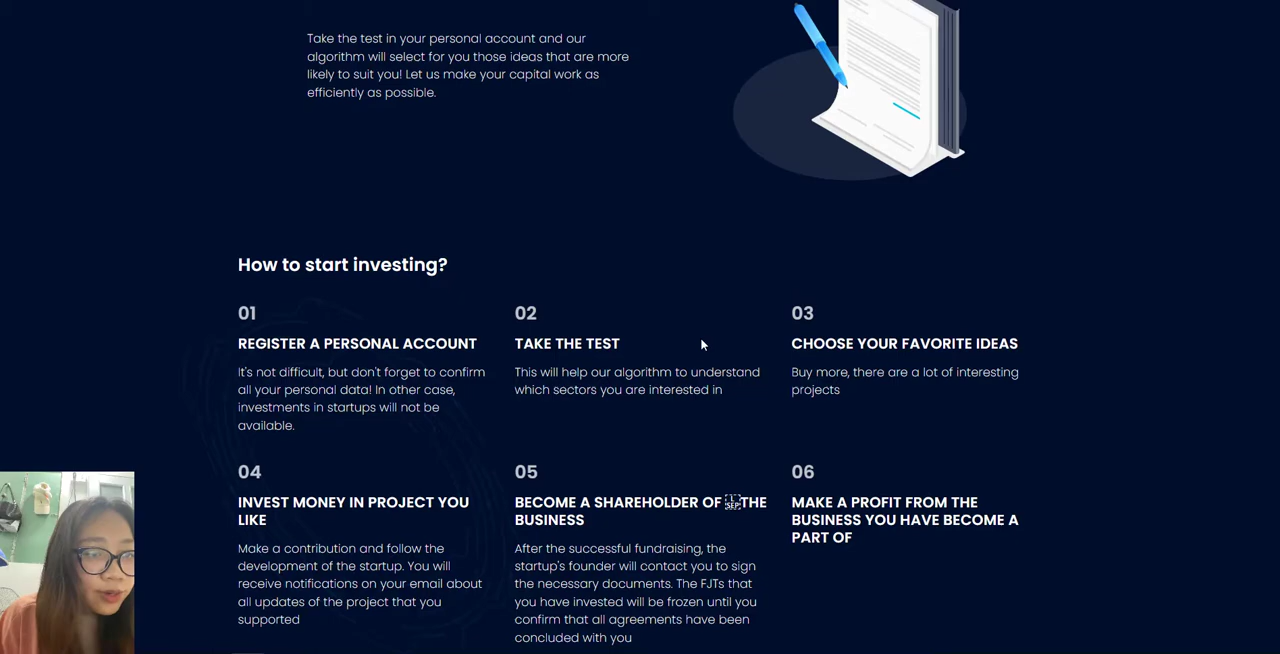 Take the test in your personal account and our
algorithm will select for you those ideas that are more
likely to suit you! Let us make your capital work as
efficiently as possible.
How to start investing?
01
REGISTER A PERSONAL ACCOUNT
It's not difficult, but don't forget to confirm
all your personal data! In other case,
investments in startups will not be
available.
02
TAKE THE TEST
This will help our algorithm to understand
which sectors you are interested in
03
CHOOSE YOUR FAVORITE IDEAS
Buy more, there are a lot of interesting
projects
04
INVEST MONEY IN PROJECT YOU
LIKE
Make a contribution and follow the
development of the startup. You will
receive notifications on your email about
all updates of the project that you
supported
05
BECOME A SHAREHOLDER OF THE
BUSINESS
After the successful fundraising, the
startup's founder will contact you to sign
the necessary documents. The FJTs that
you have invested will be frozen until you
confirm that all agreements have been
concluded with you
06
MAKE A PROFIT FROM THE
BUSINESS YOU HAVE BECOME A
PART OF